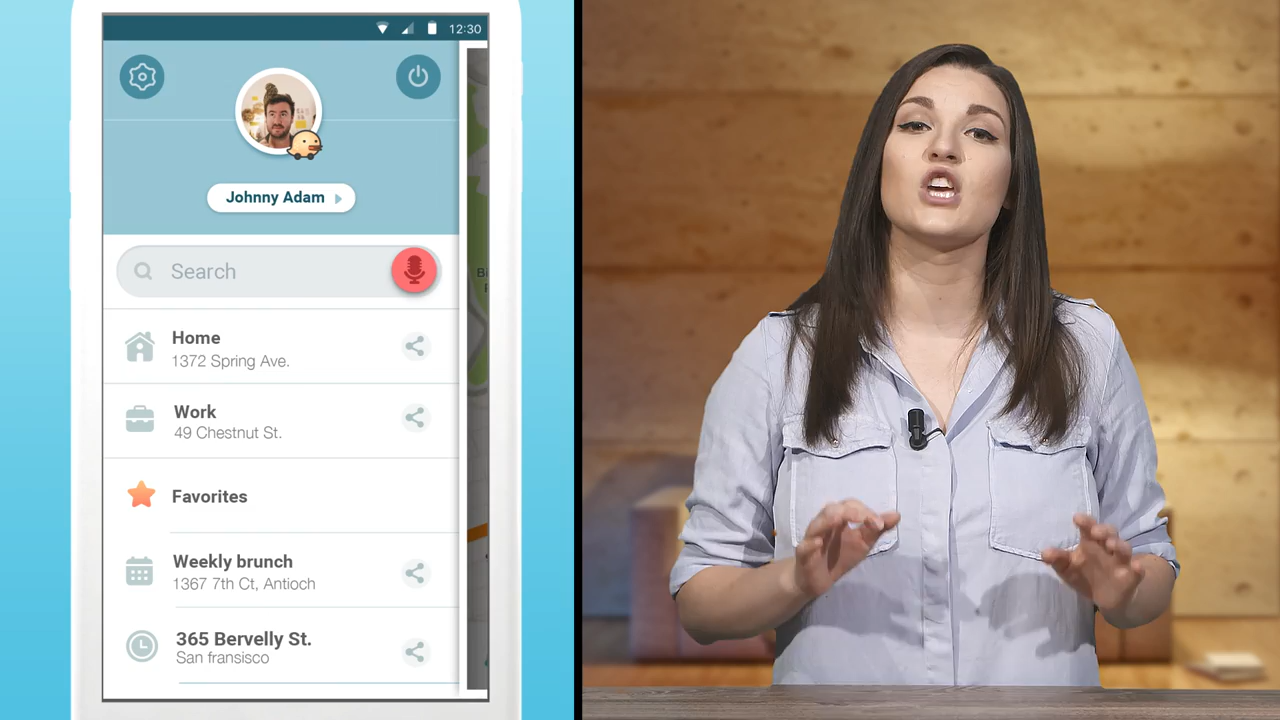 12:30
Johnny Adam
Search
Home
1372 Spring Ave.
Work
49 Chestnut St.
Favorites
Weekly brunch
1367 7th Ct, Antioch
365 Bervelly St.
San fransisco